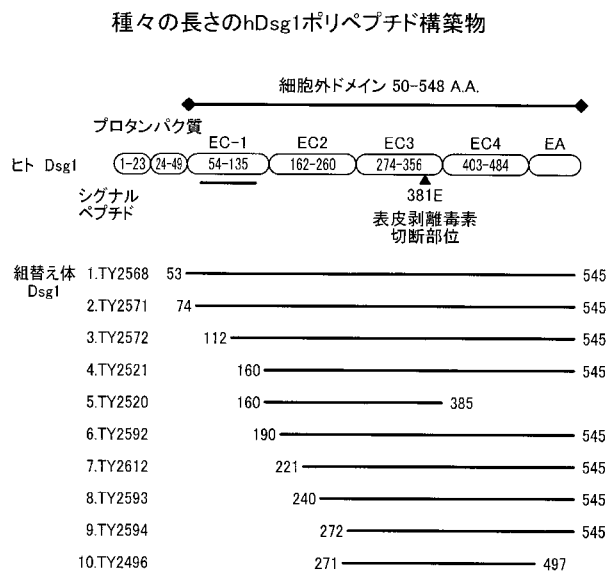 種々の長さのhDsg1ポリペプチド構築物
細胞外ドメイン 50-548 A.A.
プロタンパク質
EC-1 EC2 EC3 EC4 EA
ヒト Dsg1 1-23 24-49 54-135 162-260 274-356 403-484
シグナル
ペプチド
381E
表皮剥離毒素
切断部位
組替え体
Dsg1
1.TY2568 53 545
2.TY2571 74 545
3.TY2572 112 545
4.TY2521 160 545
5.TY2520 160 385
6.TY2592 190 545
7.TY2612 221 545
8.TY2593 240 545
9.TY2594 272 545
10.TY2496 271 497